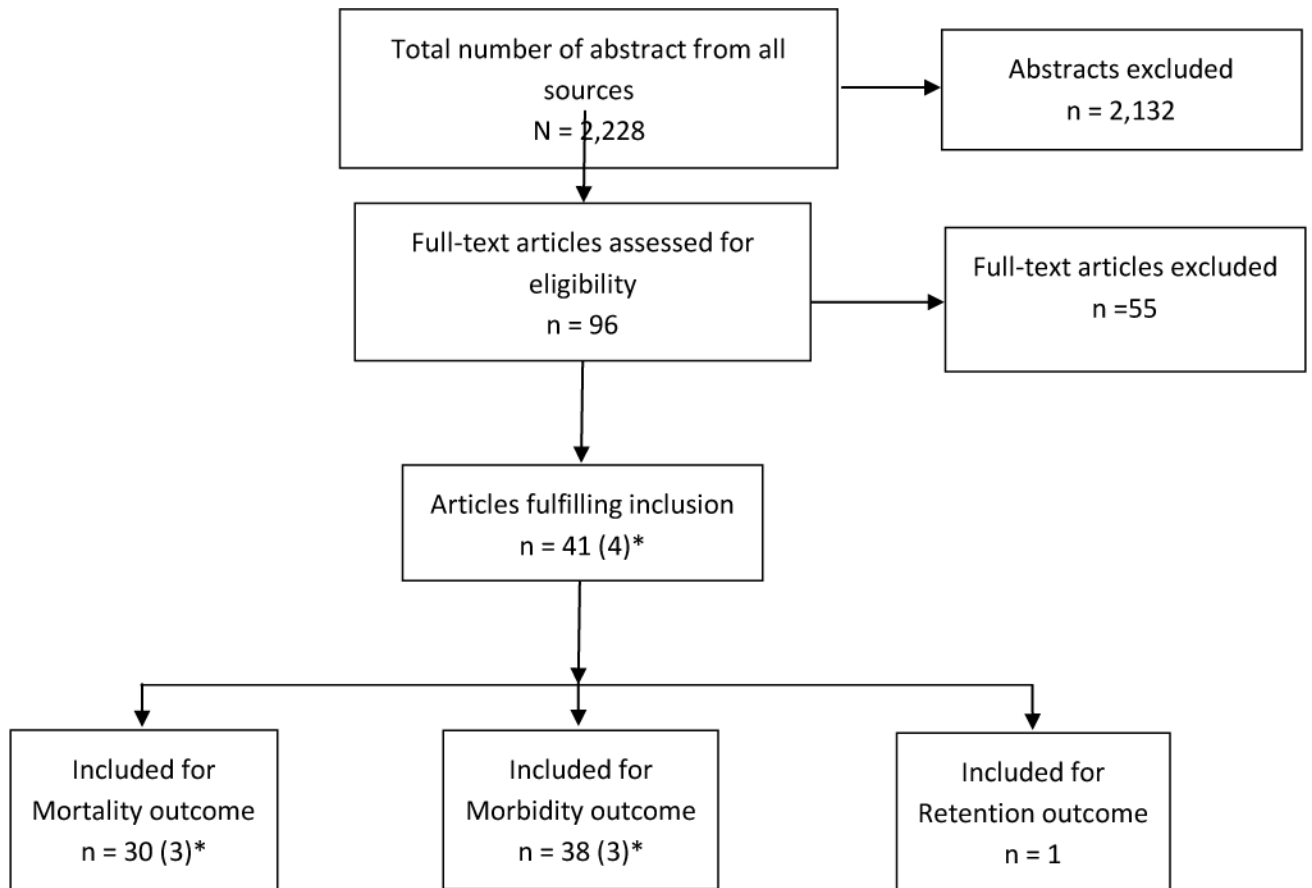 Total number of abstract from all
sources
N = 2,228
Abstracts excluded
n = 2,132
Full-text articles assessed for
eligibility
n = 96
Full-text articles excluded
n =55
Articles fulfilling inclusion
n = 41 (4)*
Included for
Mortality outcome
n = 30 (3)*
Included for
Morbidity outcome
n = 38 (3)*
Included for
Retention outcome
n = 1